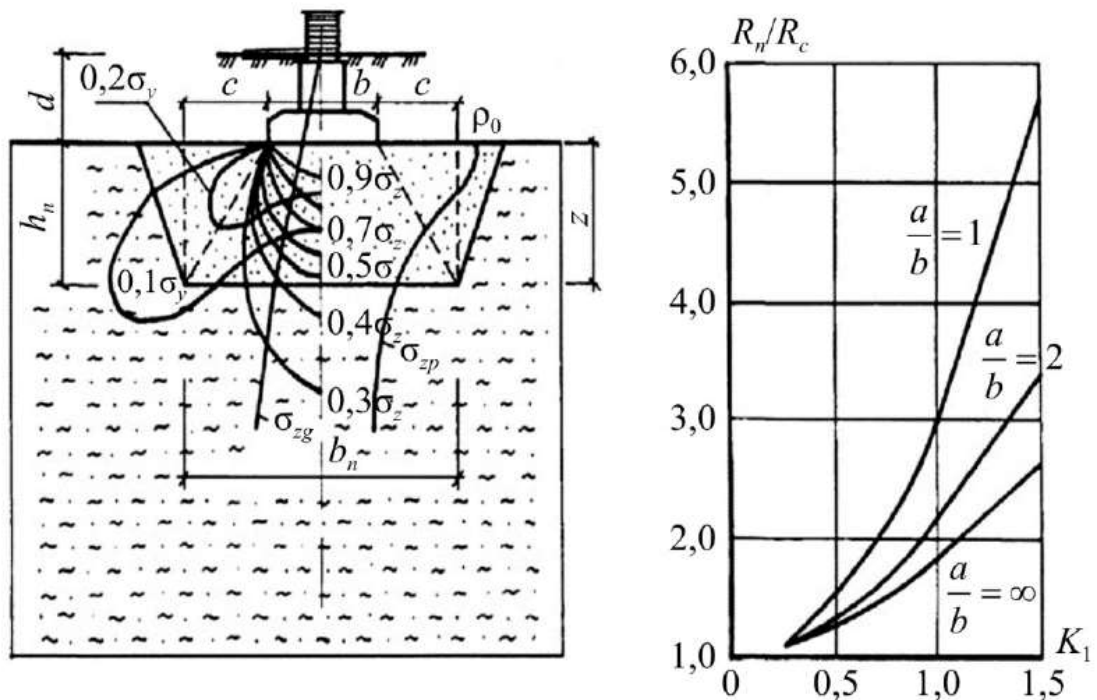 d
0,2σ_y
c
b
c
ρ_0
h_n
z
0,9σ_z
0,7σ_z
0,5σ
0,1σ_y
0,4σ_z
σ_zp
0,3σ_z
σ_zg
b_n
R_n/R_c
6,0
5,0
4,0
3,0
2,0
1,0
a/b = 1
a/b = 2
a/b = ∞
K_1
0
0,5
1,0
1,5